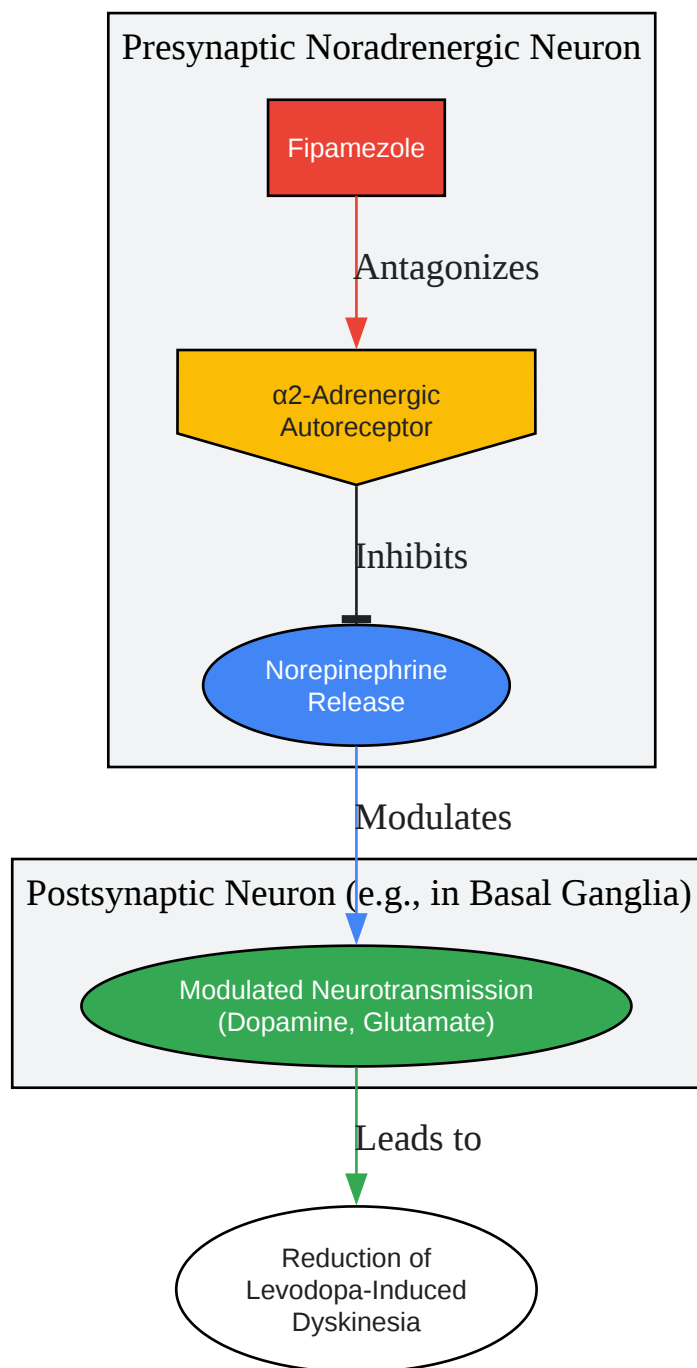 Presynaptic Noradrenergic Neuron
Fipamezole
Antagonizes
α2-Adrenergic
Autoreceptor
Inhibits
Norepinephrine
Release
Modulates
Postsynaptic Neuron (e.g., in Basal Ganglia)
Modulated Neurotransmission
(Dopamine, Glutamate)
Leads to
Reduction of
Levodopa-Induced
Dyskinesia